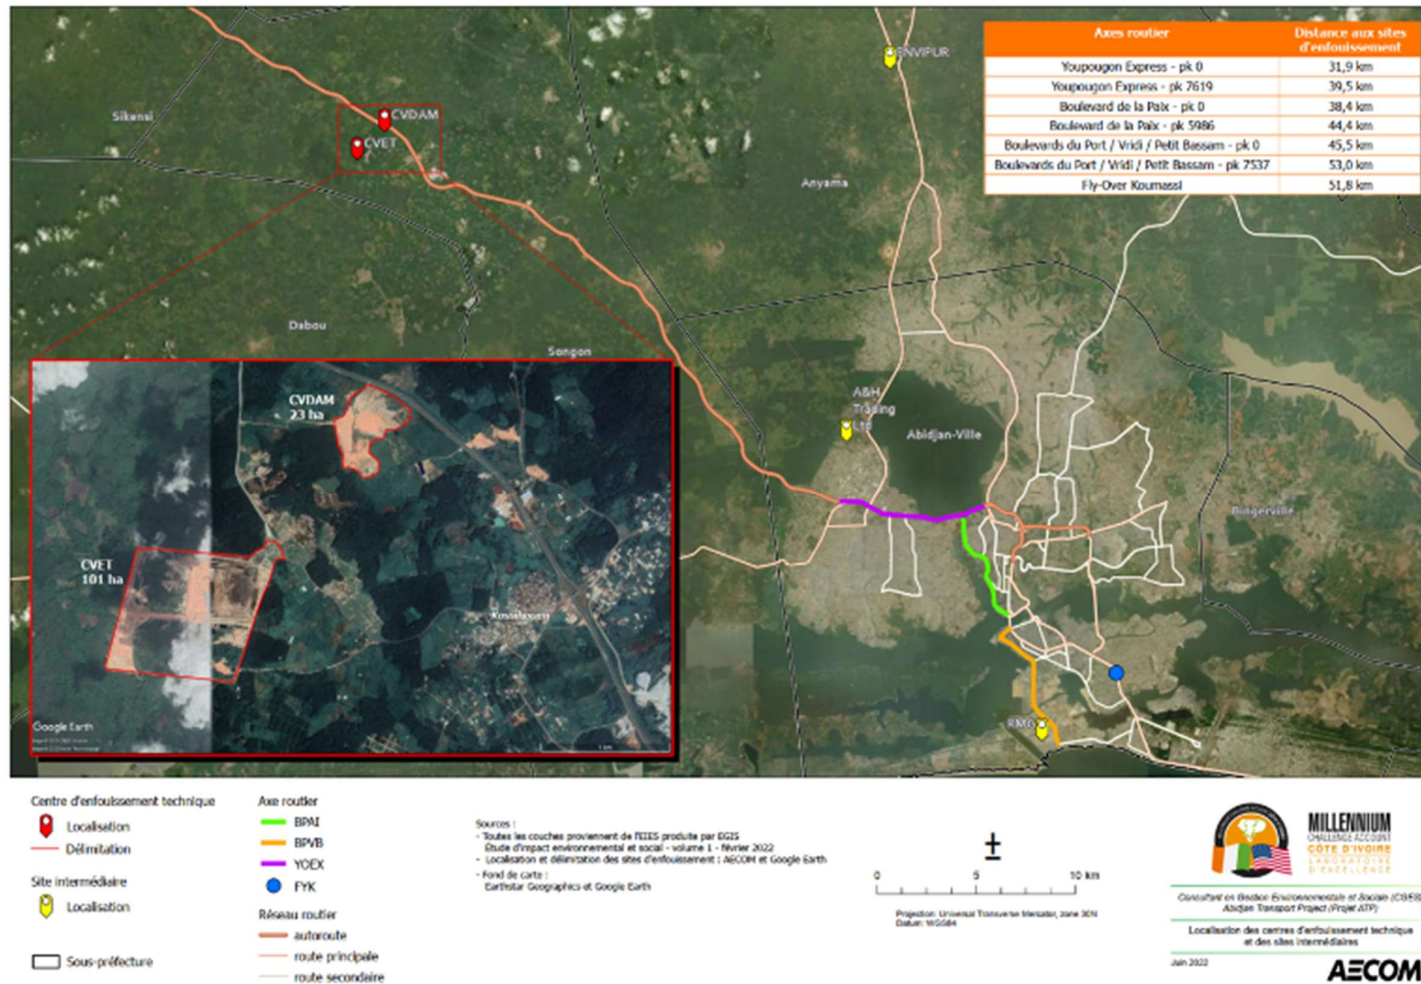 Axes routier
Distance aux sites
d'enfouissement
Youpougon Express - pk 0
31,9 km
Youpougon Express - pk 7619
39,5 km
Boulevard de la Paix - pk 0
38,4 km
Boulevard de la Paix - pk 5986
44,4 km
Boulevards du Port / Vridi / Petit Bassam - pk 0
45,5 km
Boulevards du Port / Vridi / Petit Bassam - pk 7537
53,0 km
Fly-Over Koumassi
51,8 km
ENVIPUR
Sikensi
CVDAM
CVET
Anyama
Dabou
Songon
A&H
Trading
Ltd
Abidjan-Ville
Bingerville
RMG
CVDAM
23 ha
CVET
101 ha
Google Earth
1 km
Centre d'enfouissement technique
Localisation
Délimitation
Site intermédiaire
Localisation
Sous-préfecture
Axe routier
BPAI
BPVB
YOEX
FYK
Réseau routier
autoroute
route principale
route secondaire
Sources :
- Toutes les couches proviennent de l'EIES produite par EGIS
Etude d'impact environmental et social - volume 1 - février 2022
- Localisation et délimitation des sites d'enfouissement : AECOM et Google Earth
- Fond de carte :
Earthstar Geographics et Google Earth
0 5 10 km
Projection: Universal Transverse Mercator, zone 30N
Datum: WGS84
MILLENNIUM
CHALLENGE ACCOUNT
CÔTE D'IVOIRE
LABORATOIRE
D'EXCELLENCE
Consultant en Gestion Environnementale et Sociale (CGES)
Abidjan Transport Project (Projet ATP)
Localisation des centres d'enfouissement technique
et des sites intermédiaires
Juin 2022
AECOM